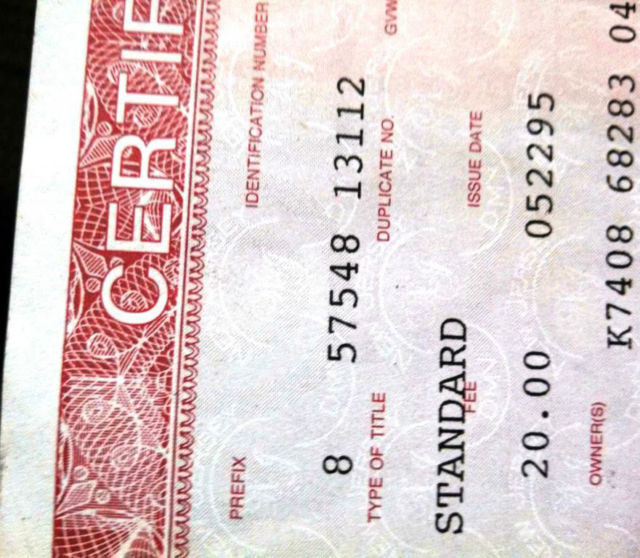 CERTIF
PREFIX IDENTIFICATION NUMBER
8 57548 13112
TYPE OF TITLE DUPLICATE NO. GVW
STANDARD
FEE ISSUE DATE
20.00 052295
OWNER(S)
K7408 68283 04